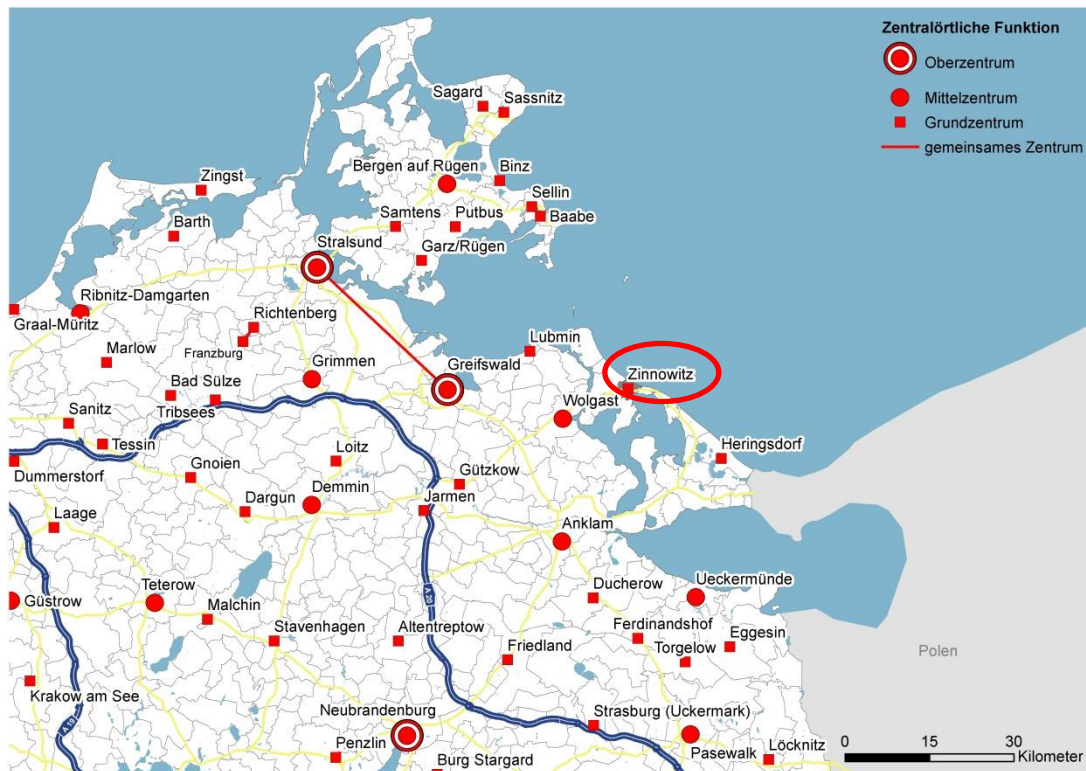 Zentralörtliche Funktion
Oberzentrum
Mittelzentrum
Grundzentrum
gemeinsames Zentrum
Sagard
Sassnitz
Bergen auf Rügen
Binz
Zingst
Sellin
Barth
Samtens
Putbus
Baabe
Stralsund
Garz/Rügen
Ribnitz-Damgarten
Graal-Müritz
Richtenberg
Lubmin
Marlow
Franzburg
Grimmen
Greifswald
Zinnowitz
Bad Sülze
Wolgast
Sanitz
Tribsees
Tessin
Loitz
Heringsdorf
Dummerstorf
Gnoien
Gützkow
Dargun
Demmin
Jarmen
Laage
Anklam
Teterow
Ducherow
Ueckermünde
Güstrow
A 20
Malchin
Stavenhagen
Altentreptow
Ferdinandshof
Eggesin
Friedland
Torgelow
Polen
Krakow am See
A 19
Neubrandenburg
Strasburg (Uckermark)
Penzlin
Burg Stargard
Pasewalk
Löcknitz
0 15 30
Kilometer